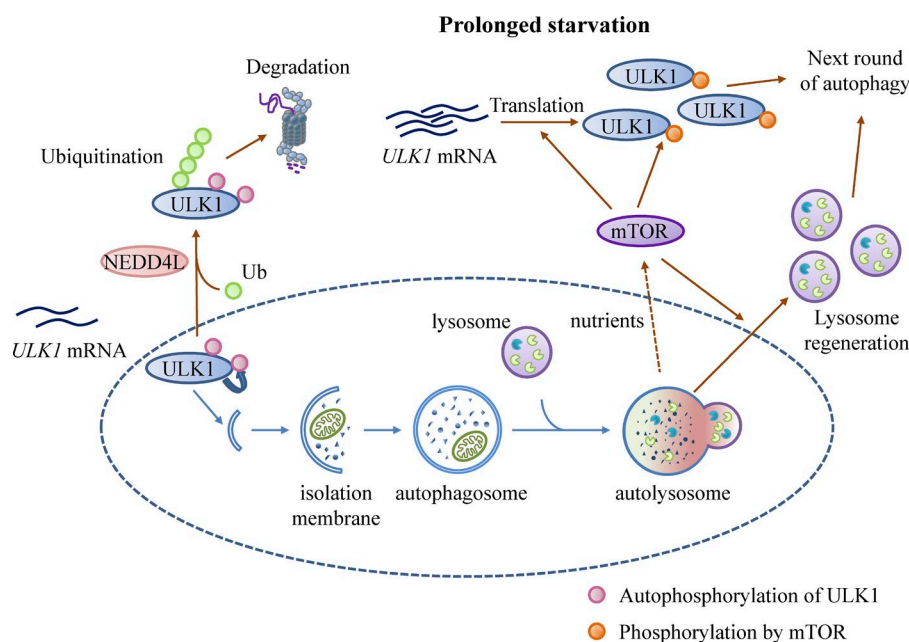 Prolonged starvation
Degradation
ULK1
Next round
of autophagy
Translation
ULK1
ULK1
ULK1 mRNA
Ubiquitination
ULK1
mTOR
NEDD4L
Ub
lysosome
nutrients
Lysosome
regeneration
ULK1 mRNA
ULK1
isolation
membrane
autophagosome
autolysosome
Autophosphorylation of ULK1
Phosphorylation by mTOR